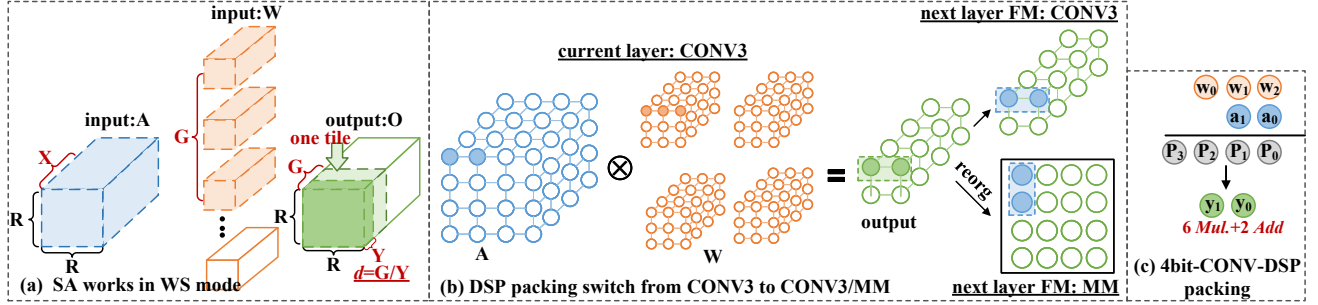 input:W
input:A
G
X
R
R
output:O
one tile
G
R
R
Y
d=G/Y
(a) SA works in WS mode
current layer: CONV3
A
W
output
next layer FM: CONV3
reorg
next layer FM: MM
(b) DSP packing switch from CONV3 to CONV3/MM
w0 w1 w2
a1 a0
P3 P2 P1 P0
y1 y0
6 Mul.+2 Add
(c) 4bit-CONV-DSP
packing